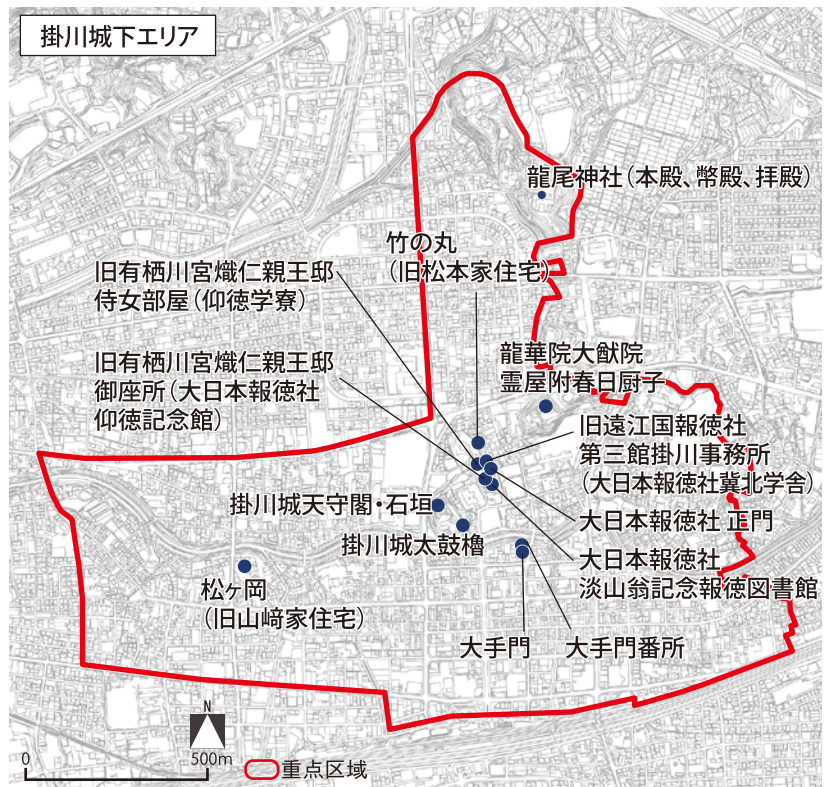 掛川城下エリア
龍尾神社（本殿、幣殿、拝殿）
竹の丸
（旧松本家住宅）
旧有栖川宮熾仁親王邸
侍女部屋（仰徳学寮）
龍華院大猷院
霊屋附春日厨子
旧有栖川宮熾仁親王邸
御座所（大日本報徳社
仰徳記念館）
旧遠江国報徳社
第三館掛川事務所
（大日本報徳社冀北学舎）
掛川城天守閣・石垣
大日本報徳社 正門
掛川城太鼓櫓
大日本報徳社
淡山翁記念報徳図書館
松ヶ岡
（旧山﨑家住宅）
大手門
大手門番所
N
0
500m
重点区域